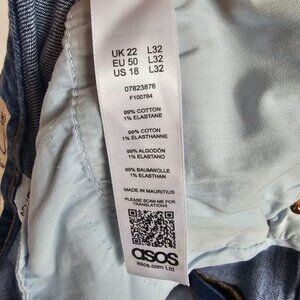 UK 22 L32
EU 50 L32
US 18 L32
07823876
F100784
99% COTTON
1% ELASTANE
99% COTON
1% ELASTHANNE
99% ALGODÓN
1% ELASTANO
99% BAUMWOLLE
1% ELASTHAN
MADE IN MAURITIUS
PLEASE SCAN ME FOR
TRANSLATIONS
asos
asos.com Ltd